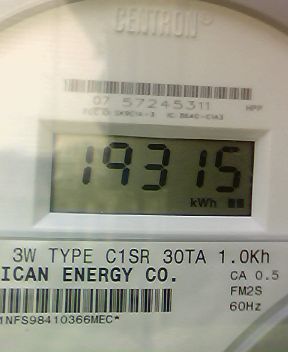 CENTRON®
07 57245311 HPP
19315
kWh
3W TYPE C1SR 30TA 1.0Kh
ICAN ENERGY CO. CA 0.5
FM2S
60Hz
1NFS98410366MEC*